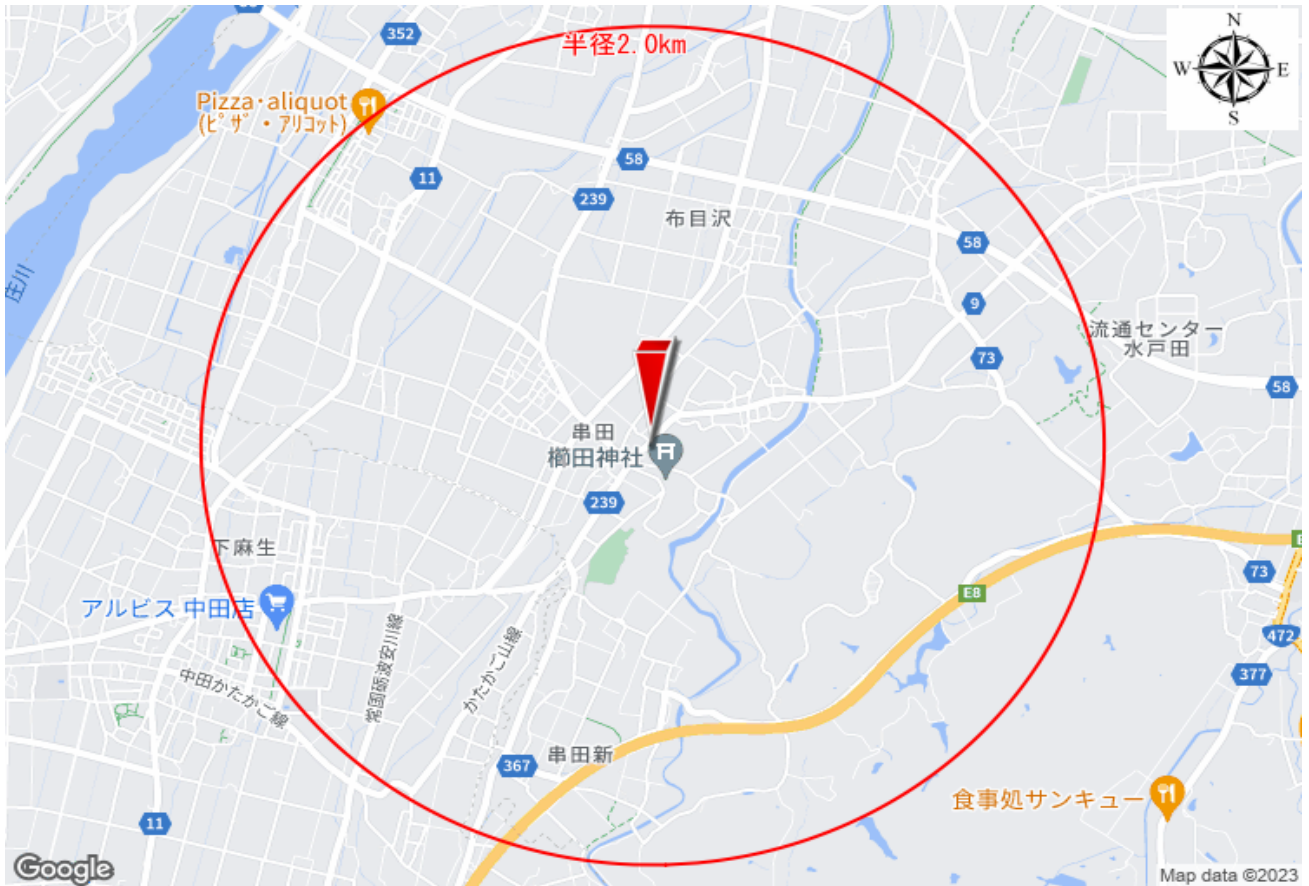 352
半径2.0km
N
W
E
S
Pizza・aliquot
(ピザ・アリコット)
58
11
239
布目沢
58
庄川
9
流通センター
水戸田
73
58
串田
櫛田神社
239
下麻生
E8
73
アルビス 中田店
472
常国砺波安川線
かたかご山線
377
中田かたかご線
串田新
367
食事処サンキュー
11
Google
Map data ©2023